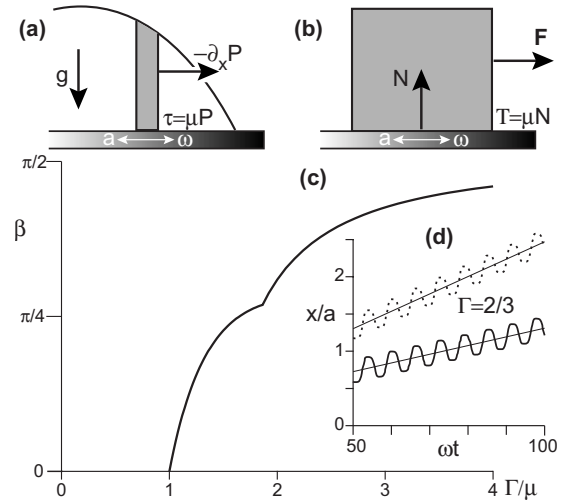 (a)
g
−∂ₓP
τ=μP
a ω
(b)
F
N
T=μN
a ω
(c)
π/2
β
π/4
0
0 1 2 3 4
Γ/μ
(d)
x/a
2
1
0
Γ=2/3
50 100
ωt